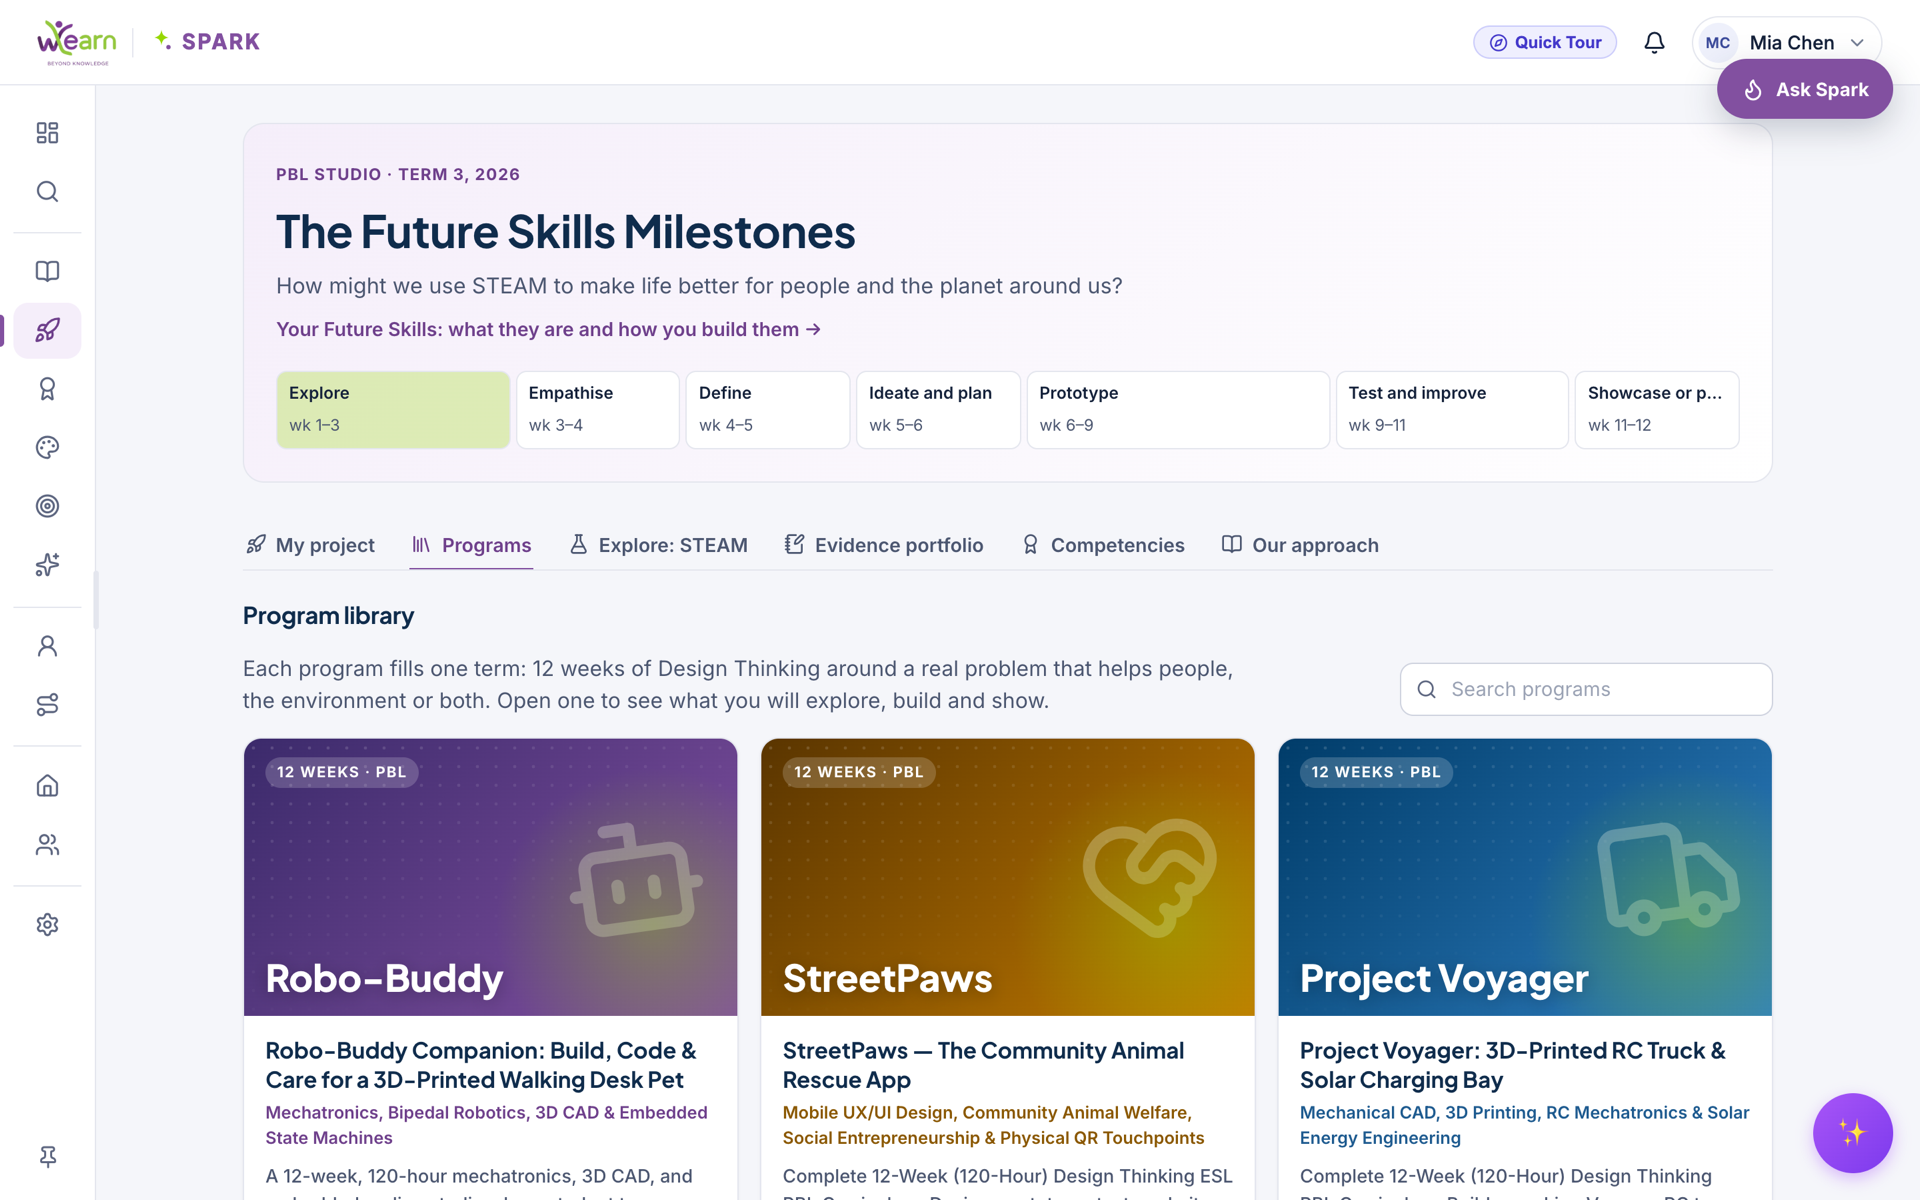 wearn
BEYOND KNOWLEDGE
SPARK
Quick Tour
MC
Mia Chen
Ask Spark
PBL STUDIO · TERM 3, 2026
The Future Skills Milestones
How might we use STEAM to make life better for people and the planet around us?
Your Future Skills: what they are and how you build them →
Explore
wk 1–3
Empathise
wk 3–4
Define
wk 4–5
Ideate and plan
wk 5–6
Prototype
wk 6–9
Test and improve
wk 9–11
Showcase or p...
wk 11–12
My project
Programs
Explore: STEAM
Evidence portfolio
Competencies
Our approach
Program library
Each program fills one term: 12 weeks of Design Thinking around a real problem that helps people,
the environment or both. Open one to see what you will explore, build and show.
Search programs
12 WEEKS · PBL
Robo-Buddy
Robo-Buddy Companion: Build, Code &
Care for a 3D-Printed Walking Desk Pet
Mechatronics, Bipedal Robotics, 3D CAD & Embedded
State Machines
A 12-week, 120-hour mechatronics, 3D CAD, and
12 WEEKS · PBL
StreetPaws
StreetPaws — The Community Animal
Rescue App
Mobile UX/UI Design, Community Animal Welfare,
Social Entrepreneurship & Physical QR Touchpoints
Complete 12-Week (120-Hour) Design Thinking ESL
12 WEEKS · PBL
Project Voyager
Project Voyager: 3D-Printed RC Truck &
Solar Charging Bay
Mechanical CAD, 3D Printing, RC Mechatronics & Solar
Energy Engineering
Complete 12-Week (120-Hour) Design Thinking